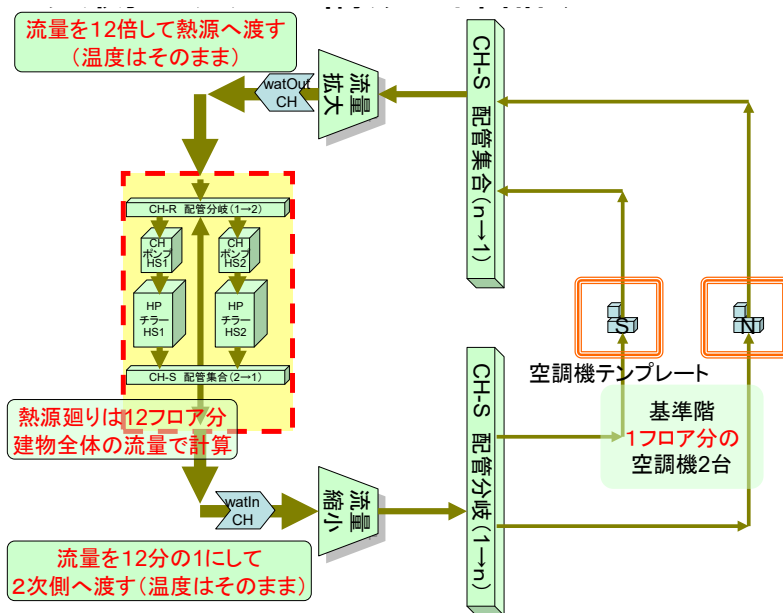 流量を12倍して熱源へ渡す
(温度はそのまま)
watOut
CH
流量
拡大
CH-S 配管集合(n→1)
CH-R 配管分岐(1→2)
CH
ポンプ
HS1
CH
ポンプ
HS2
HP
チラー
HS1
HP
チラー
HS2
CH-S 配管集合(2→1)
S
N
空調機テンプレート
基準階
1フロア分の
空調機2台
熱源廻りは12フロア分
建物全体の流量で計算
watIn
CH
流量
縮小
CH-S 配管分岐(1→n)
流量を12分の1にして
2次側へ渡す(温度はそのまま)